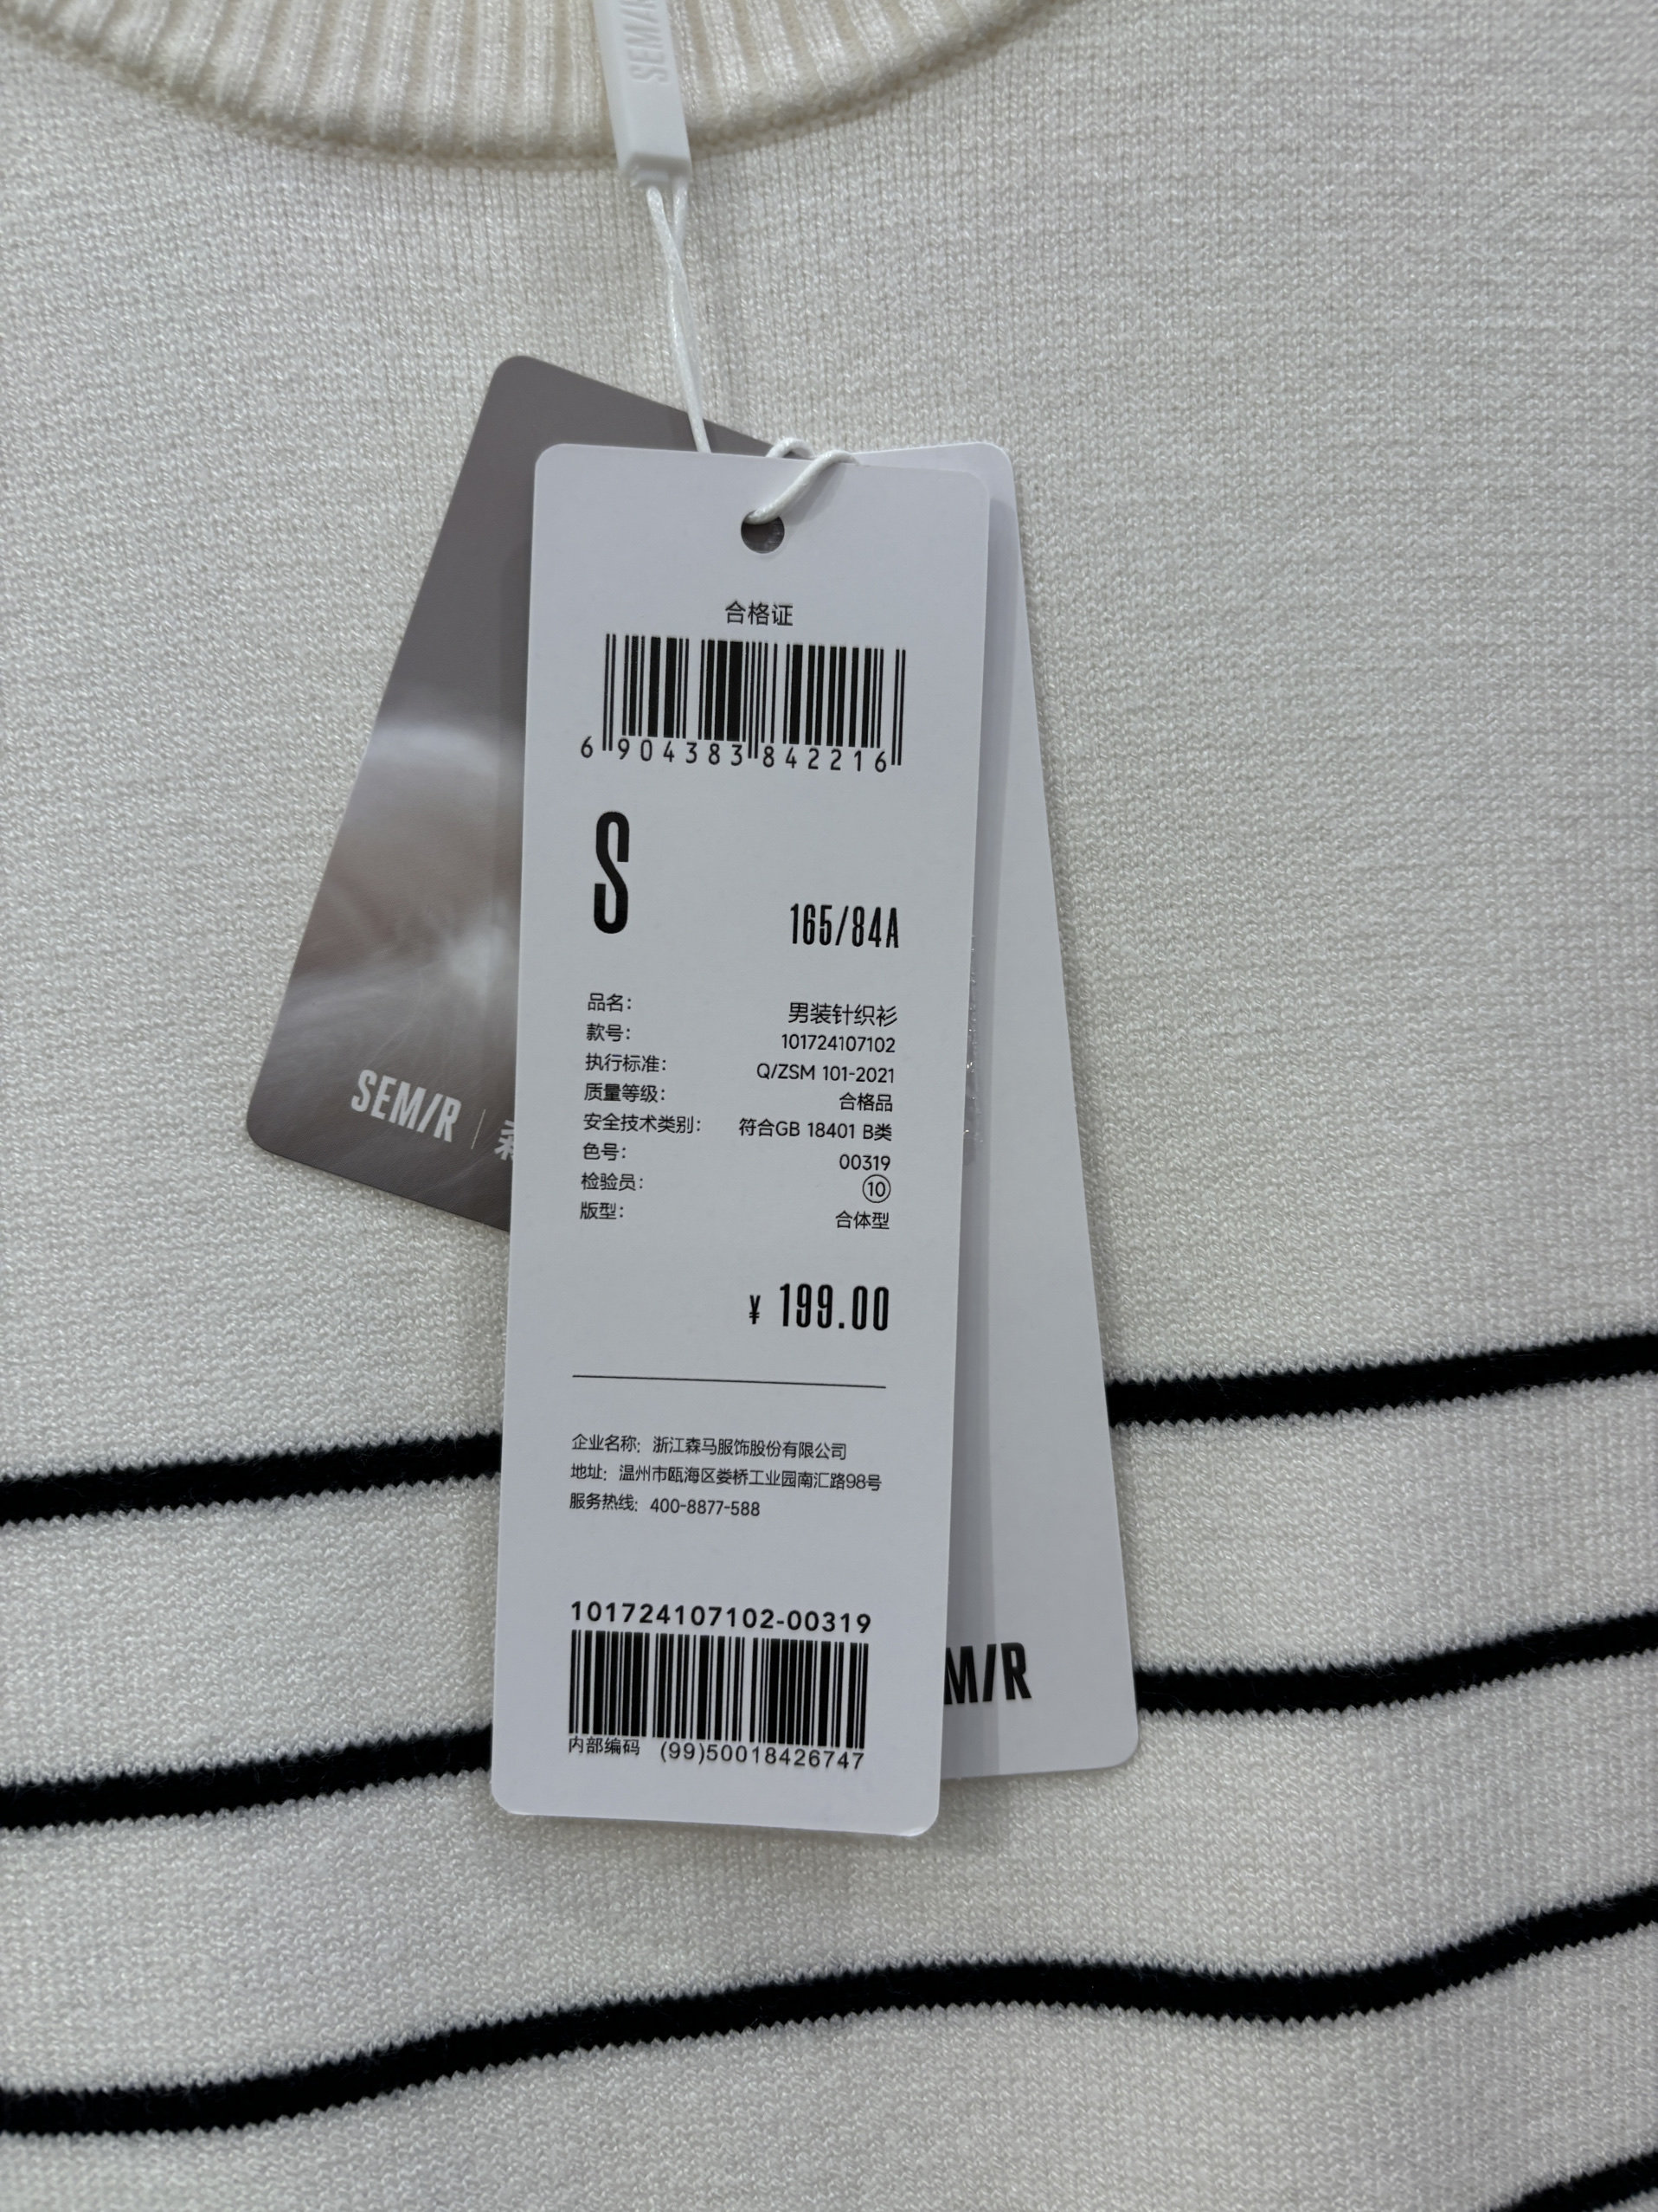 SEM/R
合格证
6 904383 842216
S
165/84A
品名： 男装针织衫
款号： 101724107102
执行标准： Q/ZSM 101-2021
质量等级： 合格品
安全技术类别： 符合GB 18401 B类
色号： 00319
检验员： ⑩
版型： 合体型
¥ 199.00
企业名称：浙江森马服饰股份有限公司
地址：温州市瓯海区娄桥工业园南汇路98号
服务热线：400-8877-588
101724107102-00319
内部编码 (99)50018426747
SEM/R
M/R